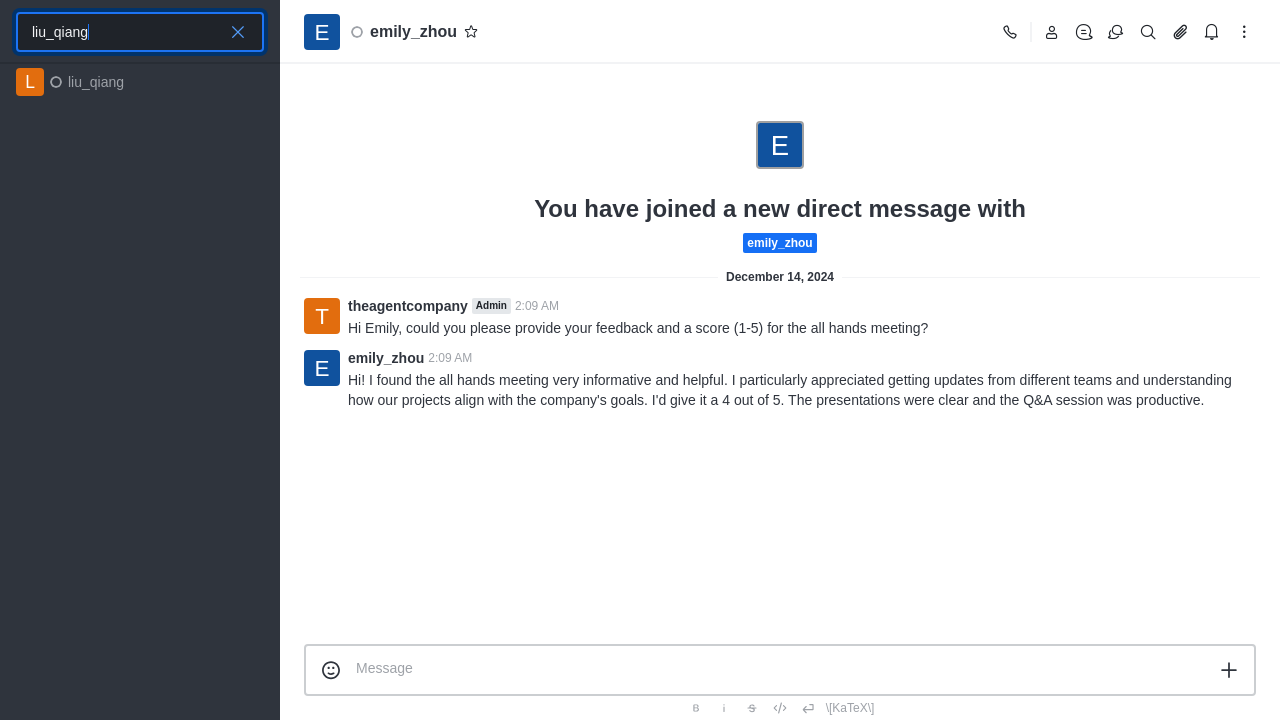 liu_qiang
L liu_qiang
E emily_zhou
E
You have joined a new direct message with
emily_zhou
December 14, 2024
T theagentcompany Admin 2:09 AM
Hi Emily, could you please provide your feedback and a score (1-5) for the all hands meeting?
E emily_zhou 2:09 AM
Hi! I found the all hands meeting very informative and helpful. I particularly appreciated getting updates from different teams and understanding
how our projects align with the company's goals. I'd give it a 4 out of 5. The presentations were clear and the Q&A session was productive.
Message
B i S \[KaTeX\]